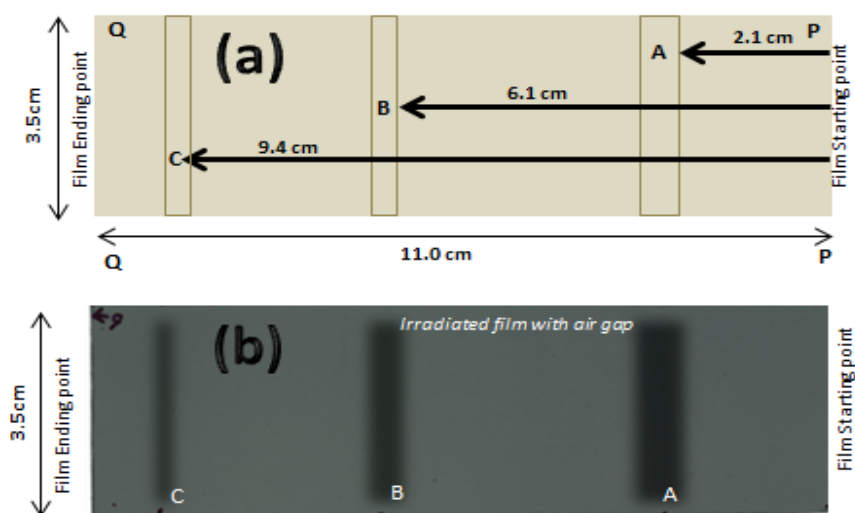 Q
(a)
A
P
2.1 cm
B
6.1 cm
C
9.4 cm
3.5cm
Film Ending point
Film Starting point
Q
11.0 cm
P
9
(b)
Irradiated film with air gap
3.5cm
Film Ending point
Film Starting point
C
B
A